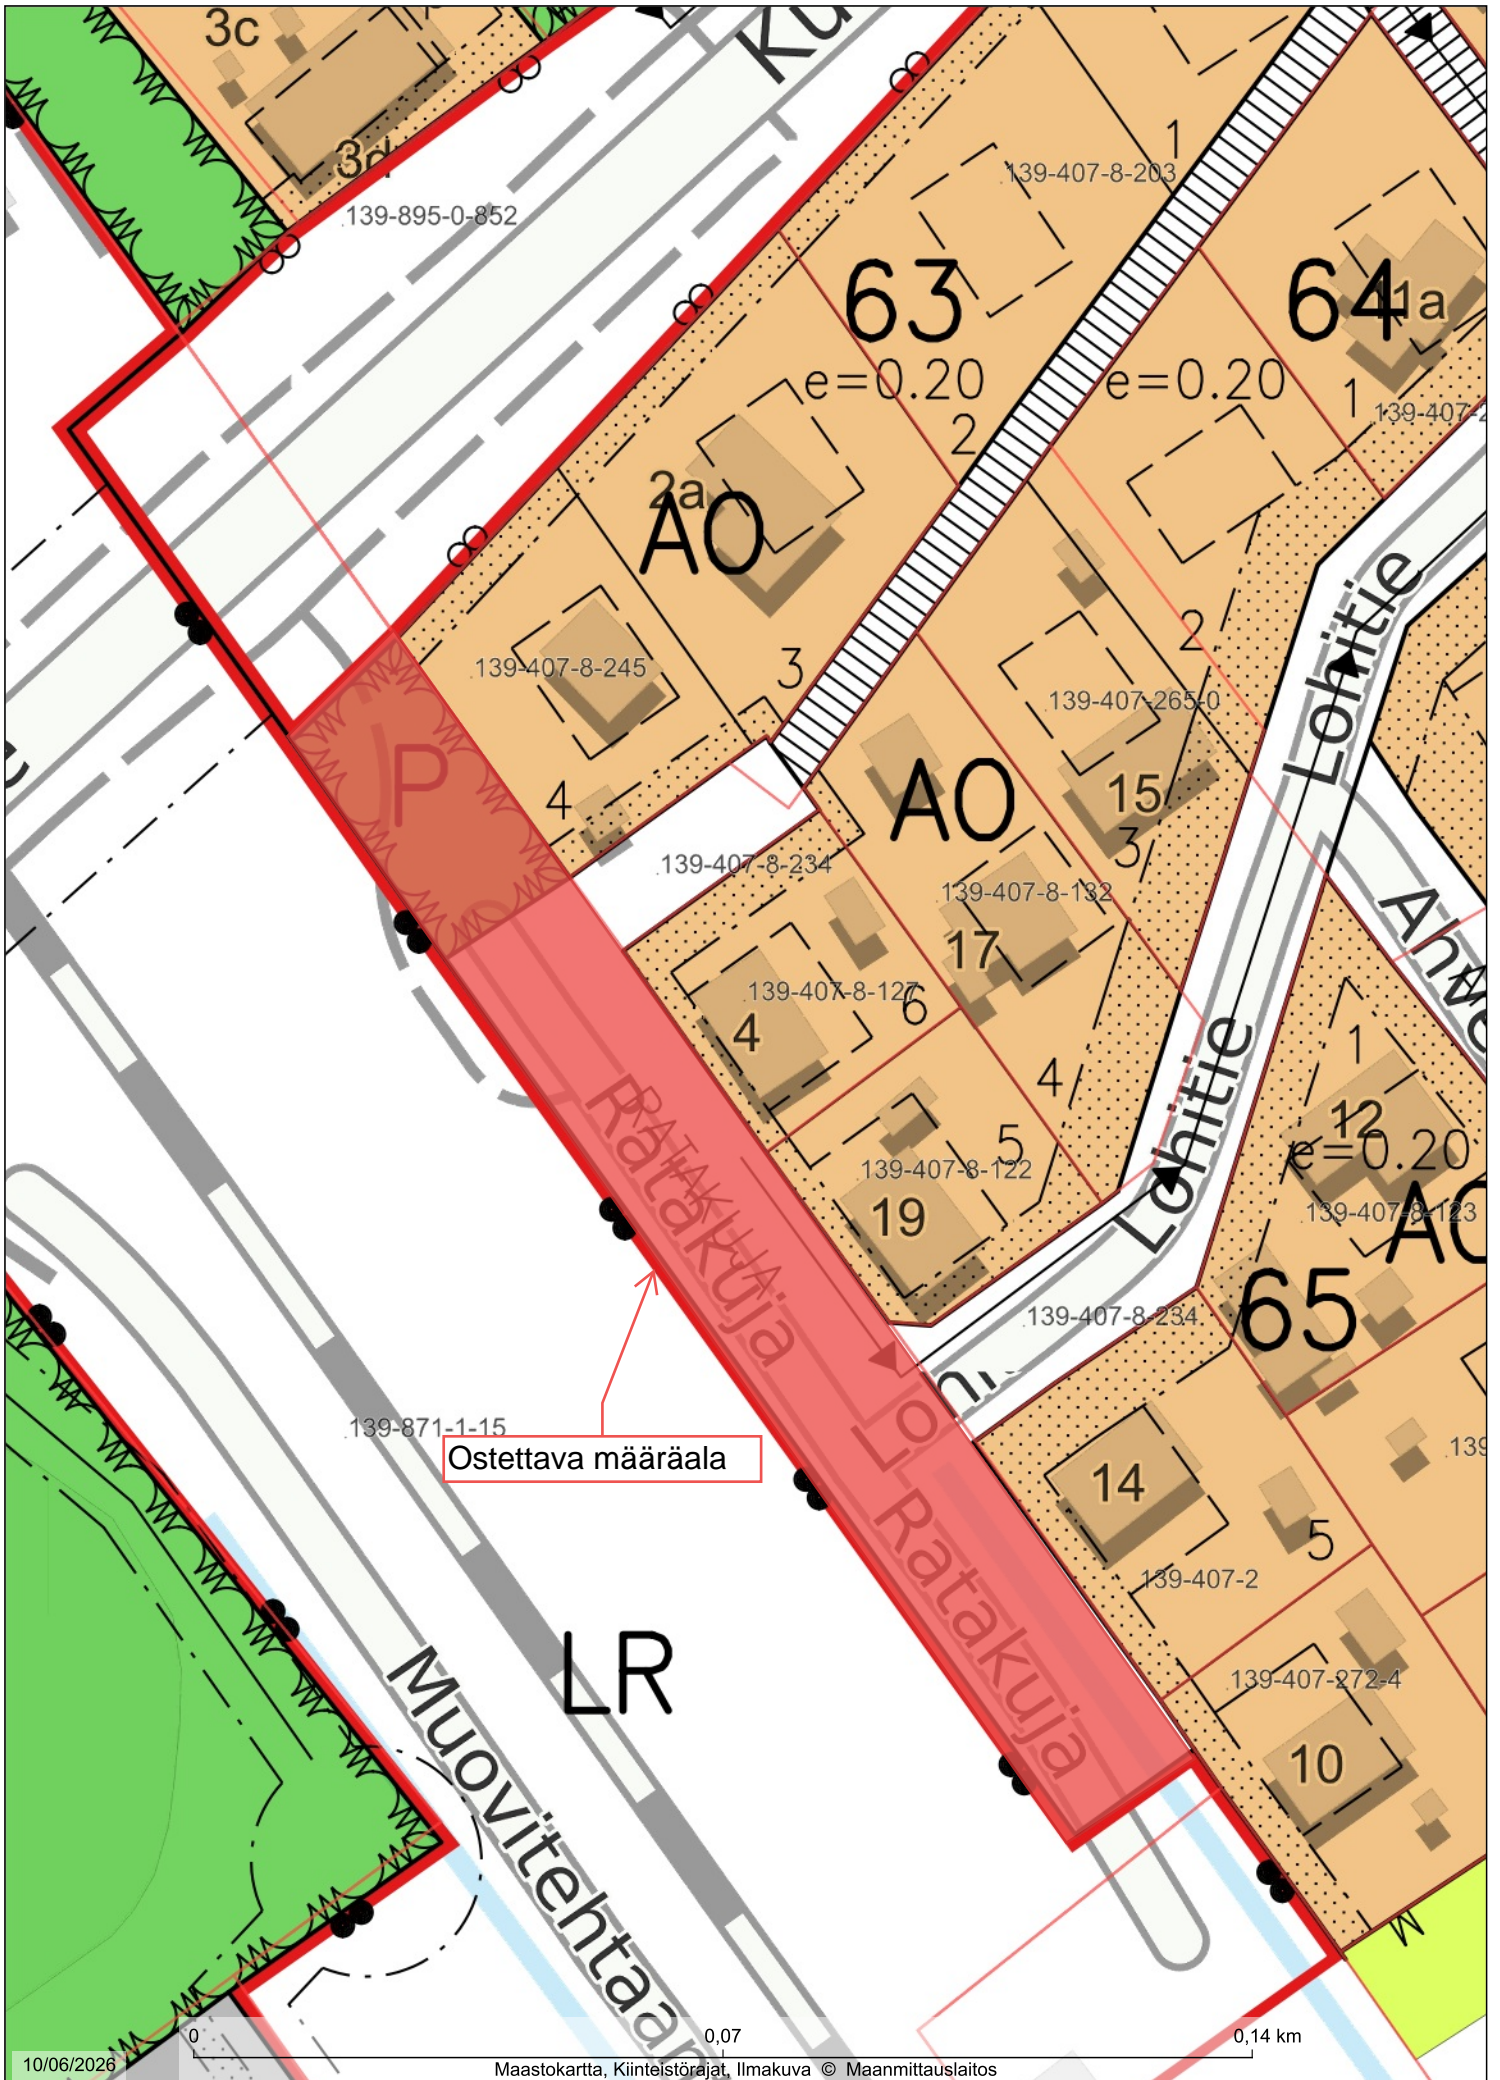 3c
Ku
3d
139-895-0-852
1
139-407-8-203
63
64
11a
e=0.20
e=0.20
1
139-407-2
2
2a
AO
Lohitie
2
139-407-8-245
3
139-407-265-0
P
4
AO
15
3
139-407-8-234
139-407-8-132
17
139-407-8-127
6
4
Lohitie
1
4
RATAKUJA
Ratakuja
12
5
e=0.20
139-407-8-122
19
139-407-8-123
AO
65
139-407-8-234
139-871-1-15
Ostettava määräala
139
14
5
Ratakuja
139-407-2
LR
Muovitehtaan
139-407-272-4
10
M
0
0,07
0,14 km
10/06/2026
Maastokartta, Kiinteistörajat, Ilmakuva © Maanmittauslaitos